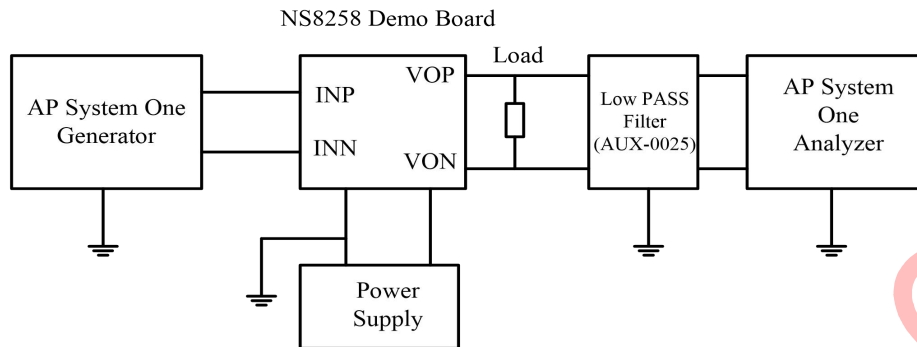 NS8258 Demo Board
AP System One
Generator
INP
INN
VOP
VON
Load
Low PASS
Filter
(AUX-0025)
AP System
One
Analyzer
Power
Supply